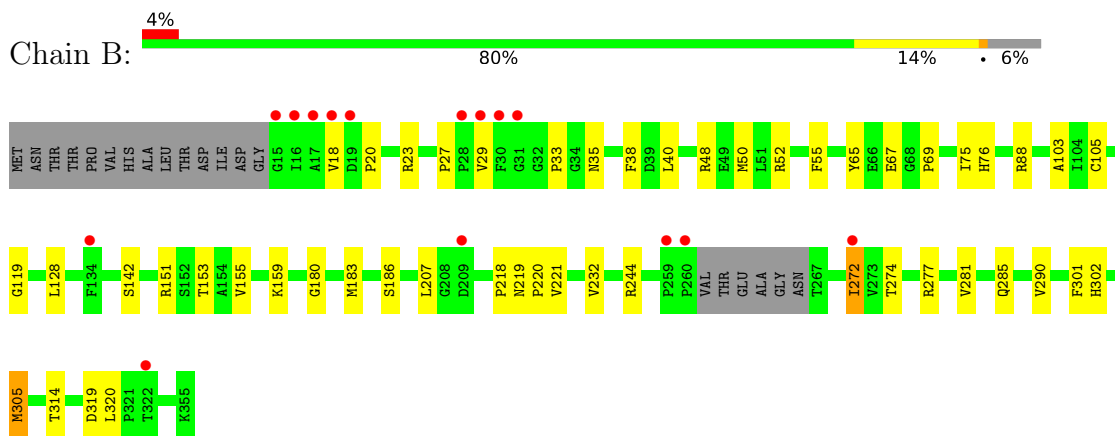 4%
Chain B:
80% 14% • 6%
MET ASN THR THR PRO VAL HIS ALA LEU THR ASP ILE ASP GLY G15 I16 A17 V18 D19 P20 R23 P27 P28 V29 F30 G31 G32 P33 G34 N35 F38 D39 L40 R48 E49 M50 L51 R52 F55 Y65 E66 E67 G68 P69 I75 H76 R88 A103 I104 C105
G119 L128 F134 S142 R151 S152 T153 A154 V155 K159 G180 M183 S186 L207 G208 D209 P218 N219 P220 V221 V232 R244 P259 P260 VAL THR GLU ALA GLY ASN T267 I272 V273 T274 R277 V281 Q285 V290 F301 H302
M305 T314 D319 L320 P321 T322 K355